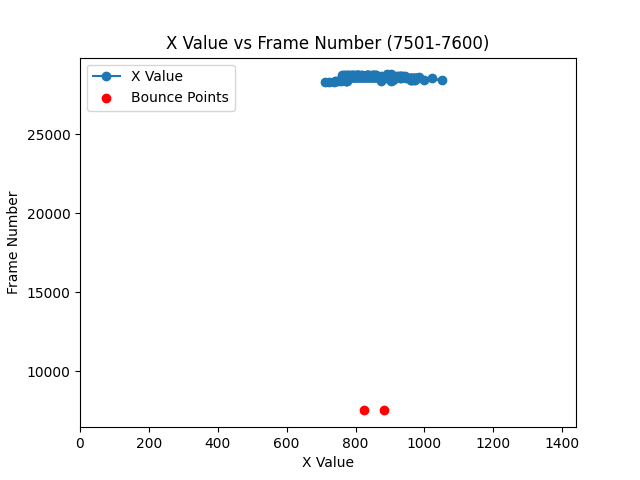 X Value vs Frame Number (7501-7600)
X Value
Bounce Points
Frame Number
25000
20000
15000
10000
0 200 400 600 800 1000 1200 1400
X Value